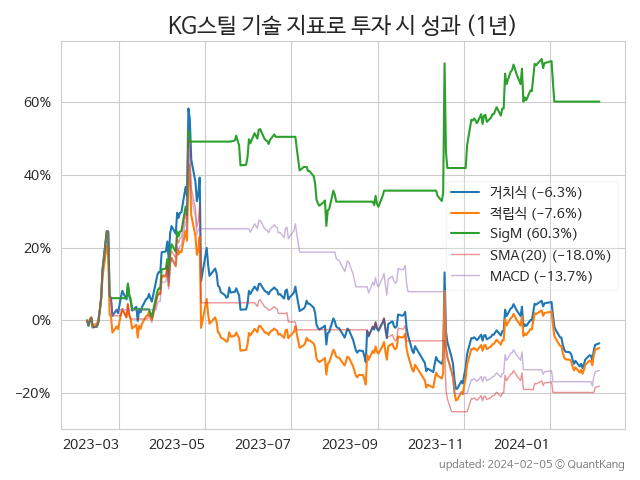 KG스틸 기술 지표로 투자 시 성과 (1년)
60%
40%
20%
0%
−20%
거치식 (−6.3%)
적립식 (−7.6%)
SigM (60.3%)
SMA(20) (−18.0%)
MACD (−13.7%)
2023-03 2023-05 2023-07 2023-09 2023-11 2024-01
updated: 2024-02-05 © QuantKang